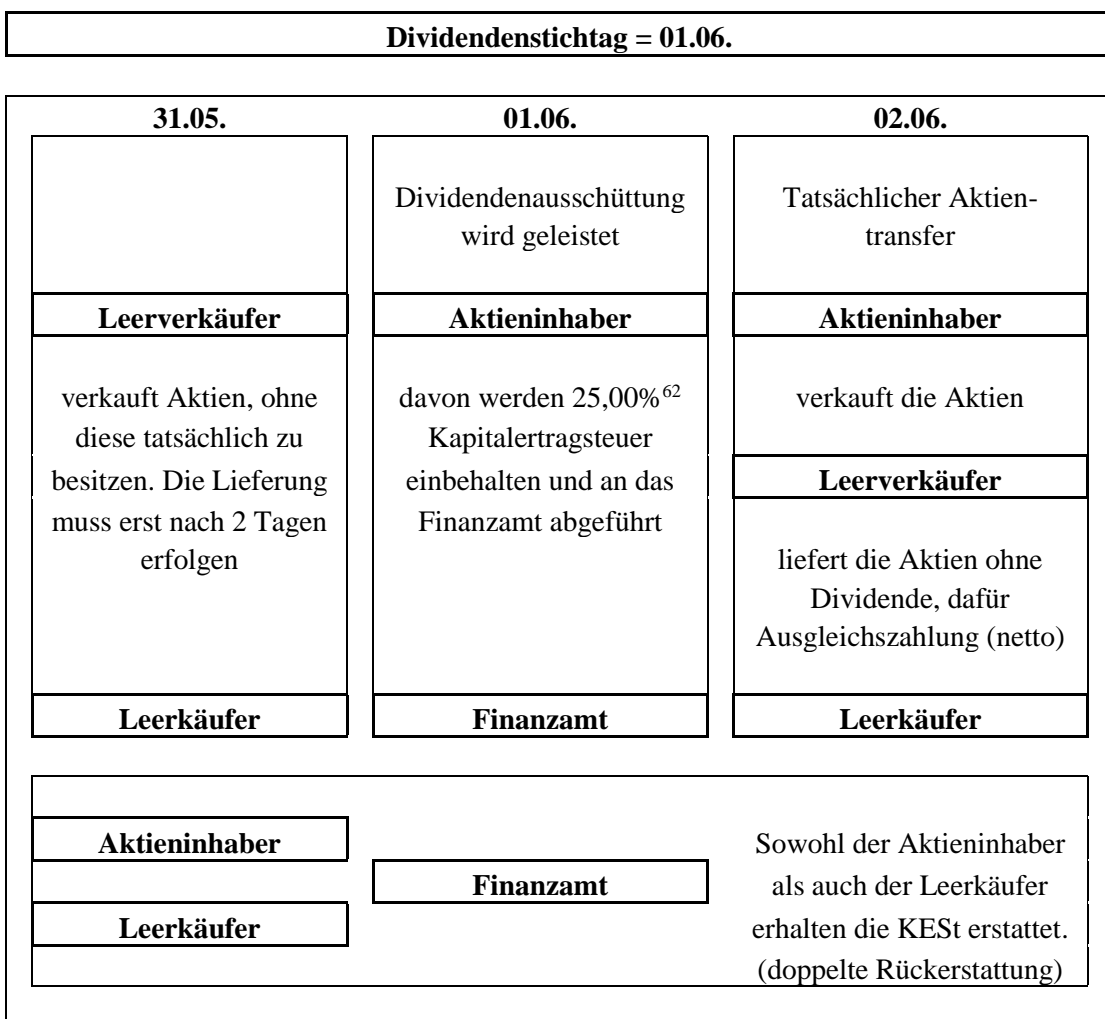 Dividendenstichtag = 01.06.
31.05.
Leerverkäufer
verkauft Aktien, ohne
diese tatsächlich zu
besitzen. Die Lieferung
muss erst nach 2 Tagen
erfolgen
Leerkäufer
01.06.
Dividendenausschüttung
wird geleistet
Aktieninhaber
davon werden 25,00%⁶²
Kapitalertragsteuer
einbehalten und an das
Finanzamt abgeführt
Finanzamt
02.06.
Tatsächlicher Aktien-
transfer
Aktieninhaber
verkauft die Aktien
Leerverkäufer
liefert die Aktien ohne
Dividende, dafür
Ausgleichszahlung (netto)
Leerkäufer
Aktieninhaber
Leerkäufer
Finanzamt
Sowohl der Aktieninhaber
als auch der Leerkäufer
erhalten die KESt erstattet.
(doppelte Rückerstattung)